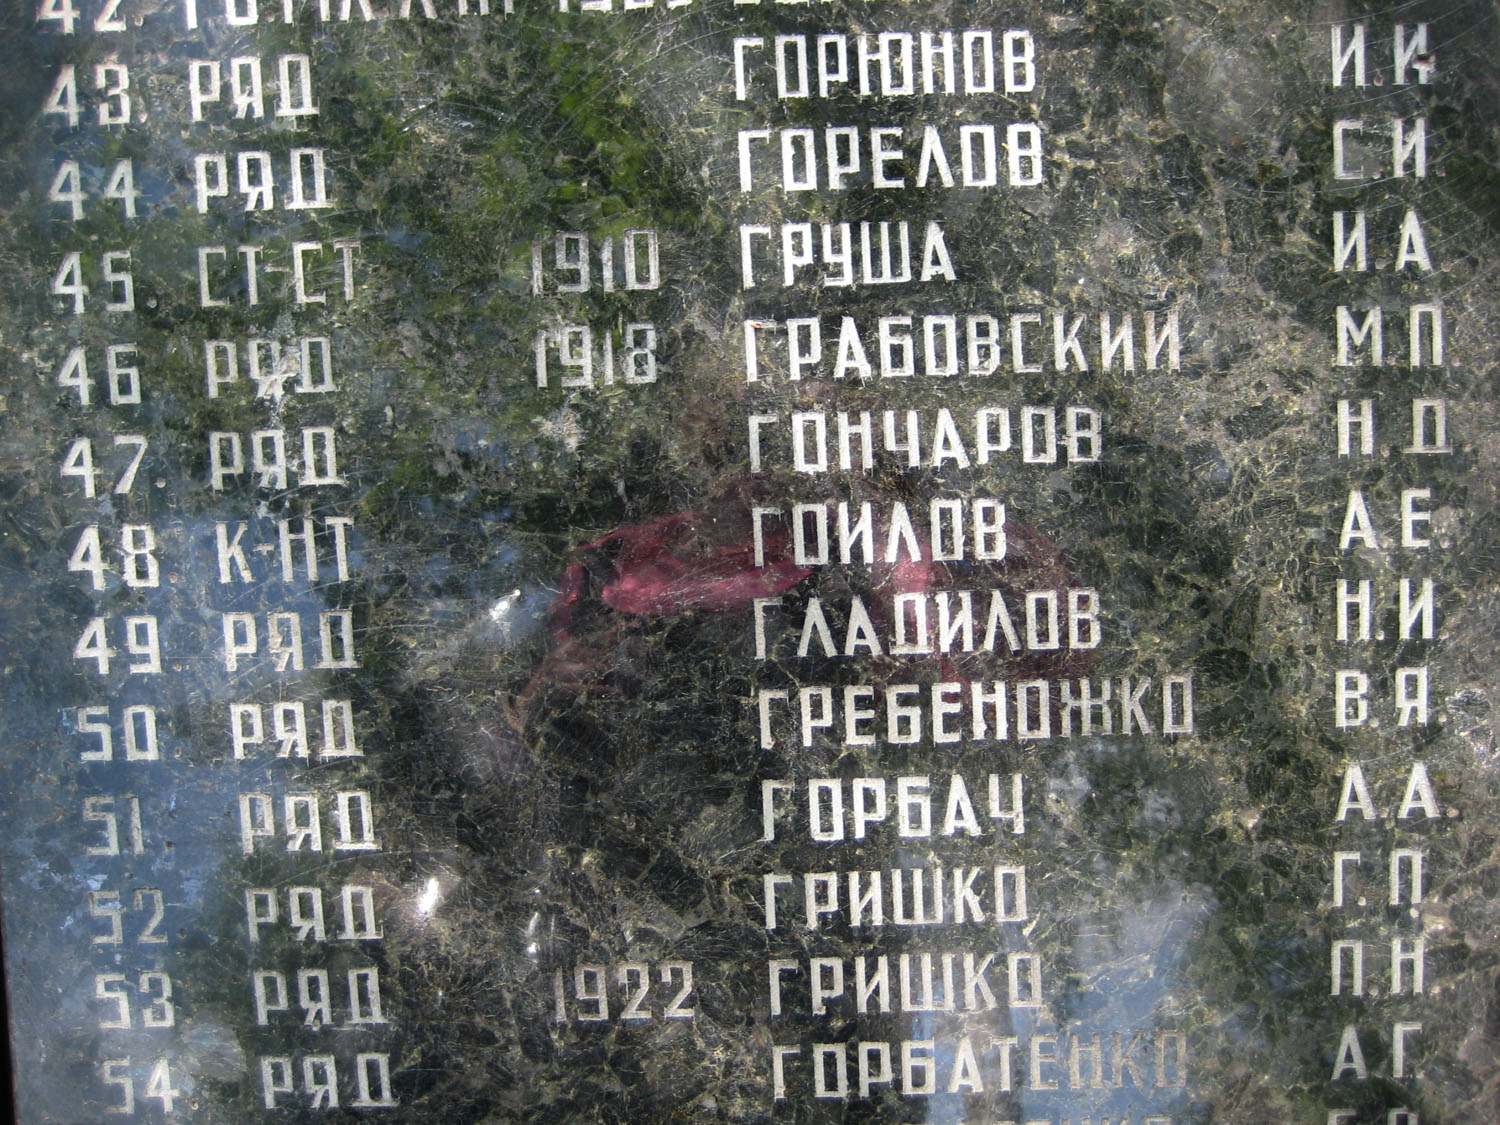 43 РЯД ГОРЮНОВ И.И.
44 РЯД ГОРЕЛОВ С.И.
45 СТ-СТ 1910 ГРУША И.А
46 РЯД 1918 ГРАБОВСКИЙ М.П
47 РЯД ГОНЧАРОВ Н.Д
48 К-НТ ГОИЛОВ А.Е.
49 РЯД ГЛАДИЛОВ Н.И
50 РЯД ГРЕБЕНОЖКО В.Я.
51 РЯД ГОРБАЧ А.А.
52 РЯД ГРИШКО Г.П.
53 РЯД 1922 ГРИШКО П.Н
54 РЯД ГОРБАТЕНКО А.Г